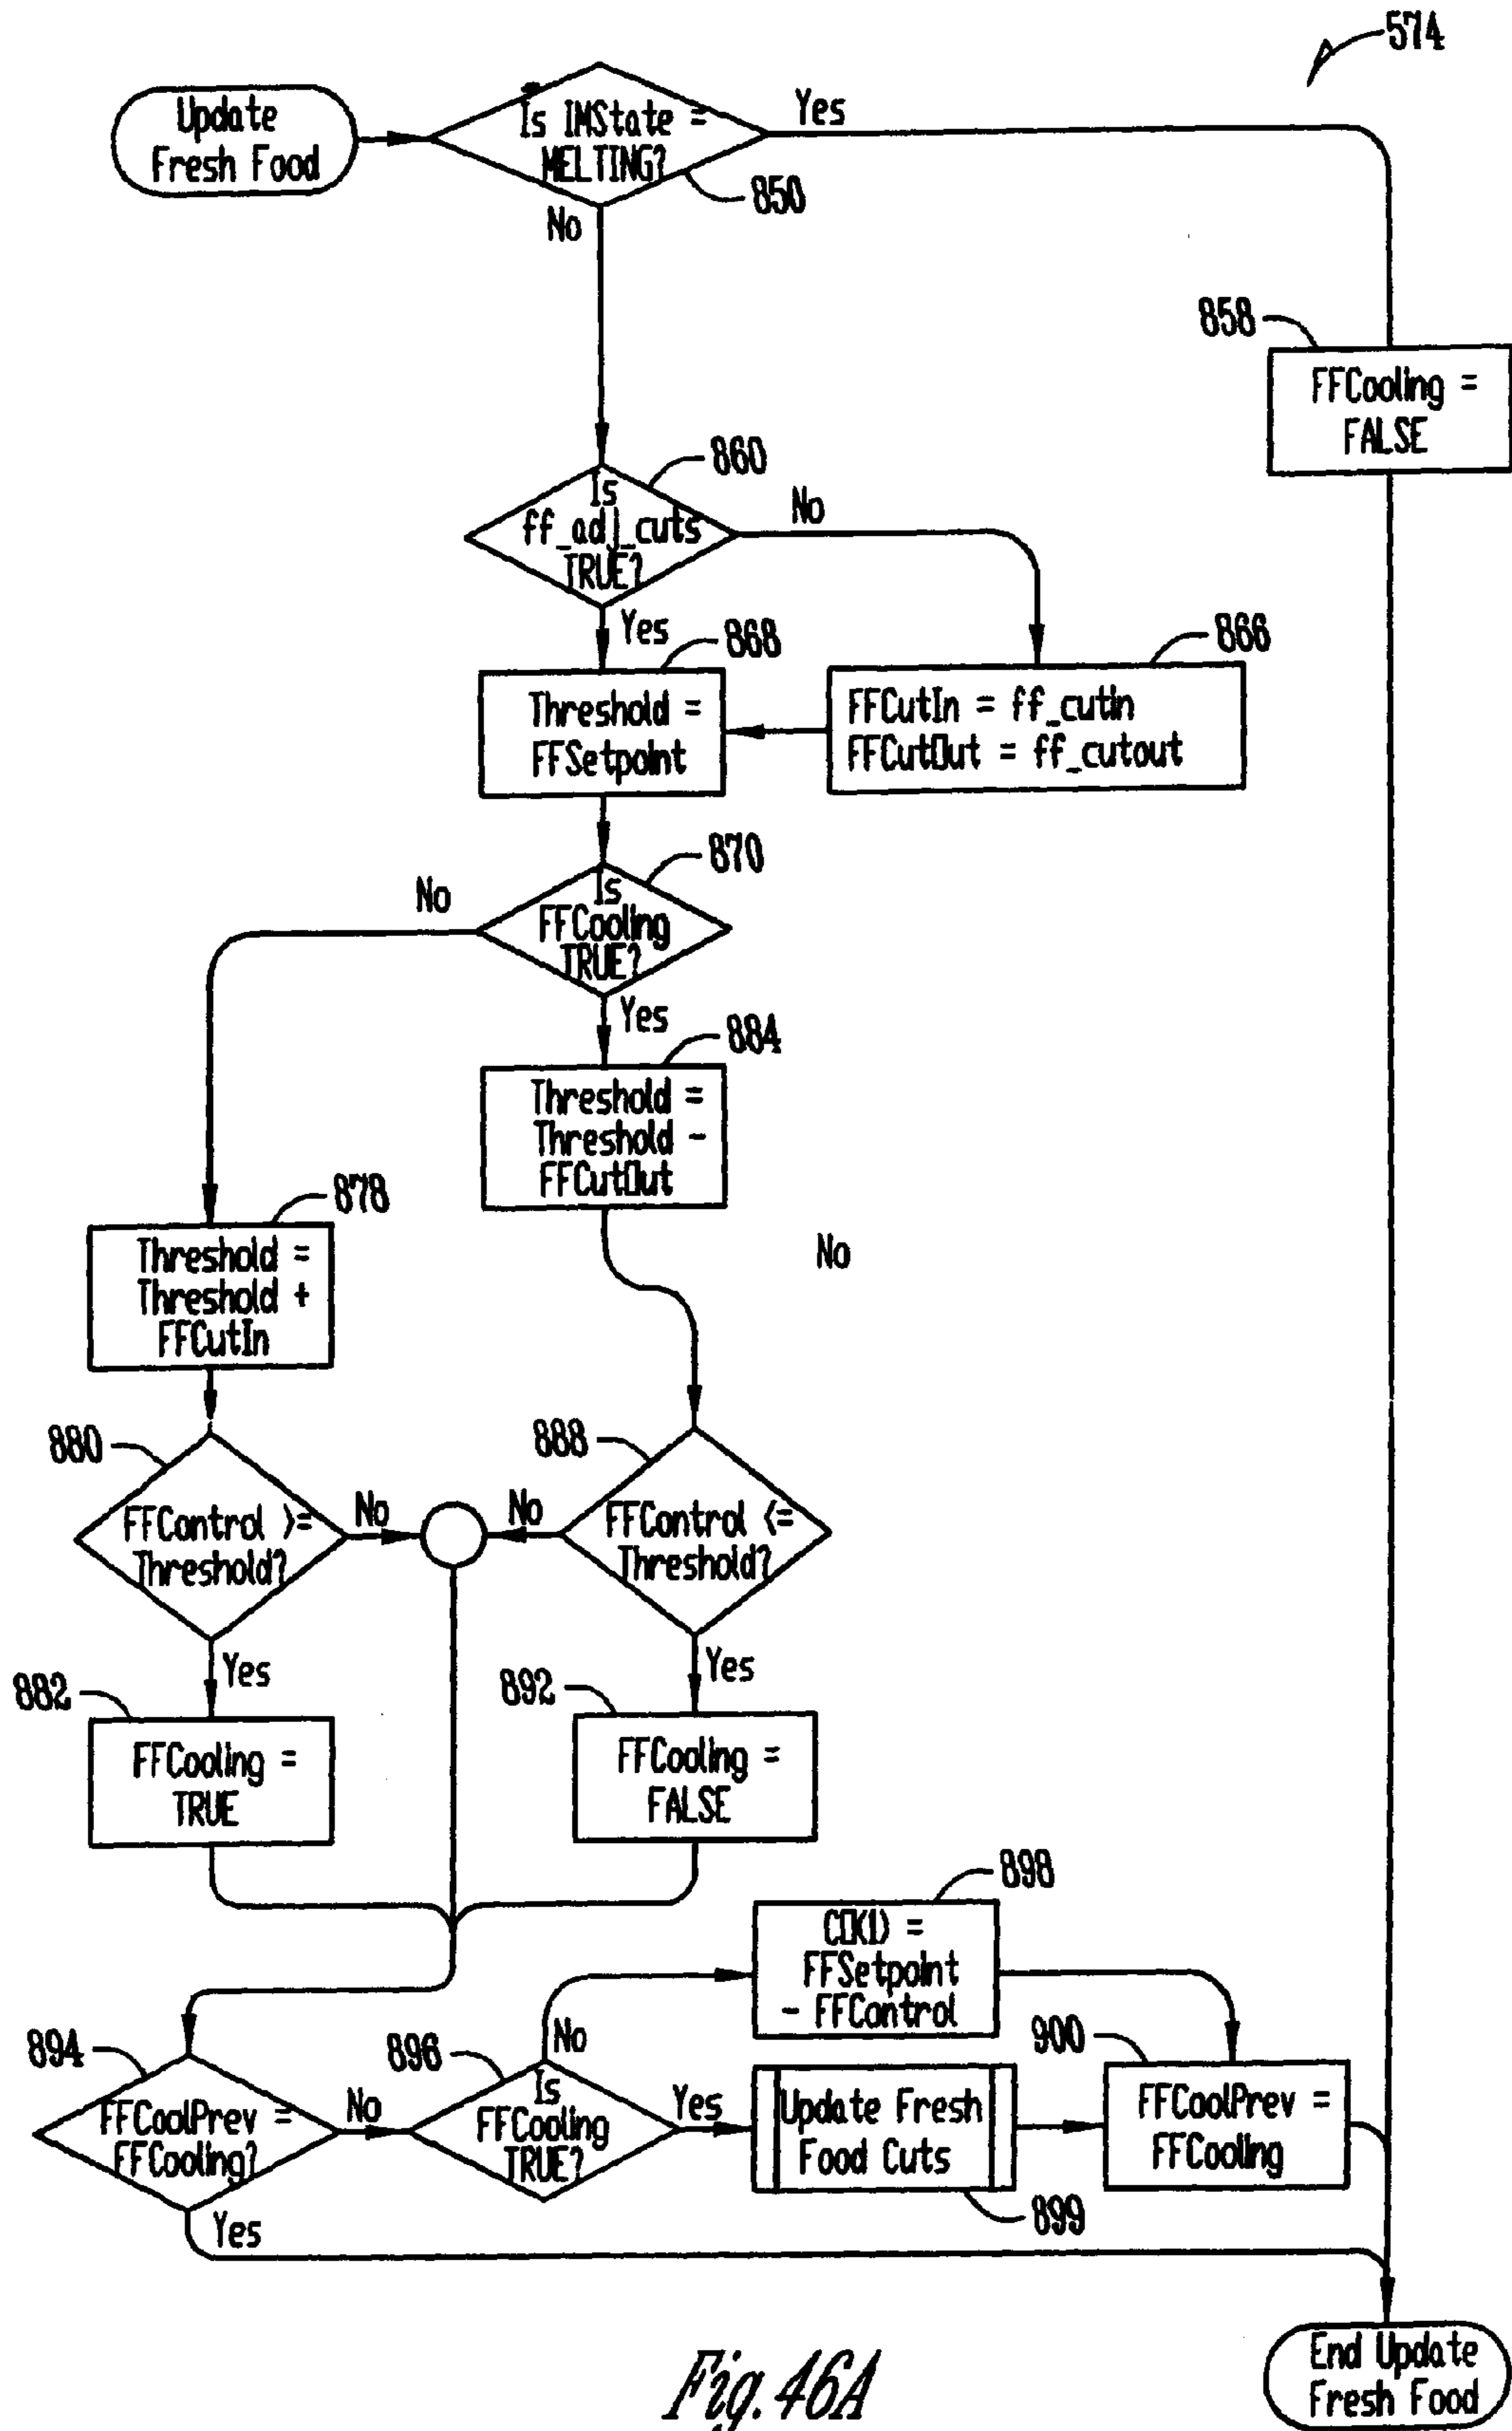 574
Update
Fresh Food
Is IMState =
MELTING?
Yes
850
No
858
FFCooling =
FALSE
860
Is
ff_adj_cuts
TRUE?
No
Yes
868
866
Threshold =
FFSetpoint
FFCutIn = ff_cutin
FFCutOut = ff_cutout
870
Is
FFCooling
TRUE?
No
Yes
884
Threshold =
Threshold -
FFCutOut
878
No
Threshold =
Threshold +
FFCutIn
880
888
FFControl >=
Threshold?
No
No
FFControl <=
Threshold?
Yes
Yes
882
892
FFCooling =
TRUE
FFCooling =
FALSE
898
CO(1) =
FFSetpoint
- FFControl
894
896
No
900
FFCoolPrev =
FFCooling?
No
Is
FFCooling
TRUE?
Yes
Update Fresh
Food Cuts
FFCoolPrev =
FFCooling
899
Yes
End Update
Fresh Food
Fig. 46A